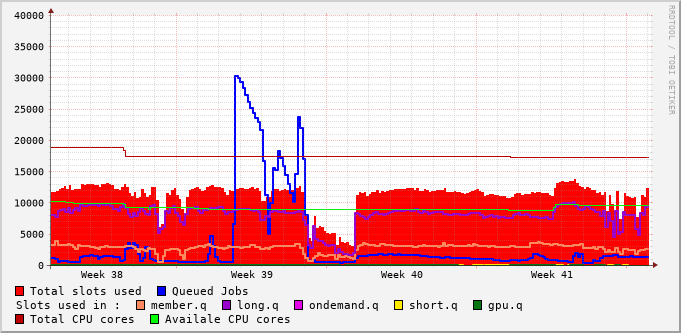 40000
35000
30000
25000
20000
15000
10000
5000
0
Week 38 Week 39 Week 40 Week 41
RRDTOOL / TOBI OETIKER
Total slots used Queued Jobs
Slots used in : member.q long.q ondemand.q short.q gpu.q
Total CPU cores Availale CPU cores